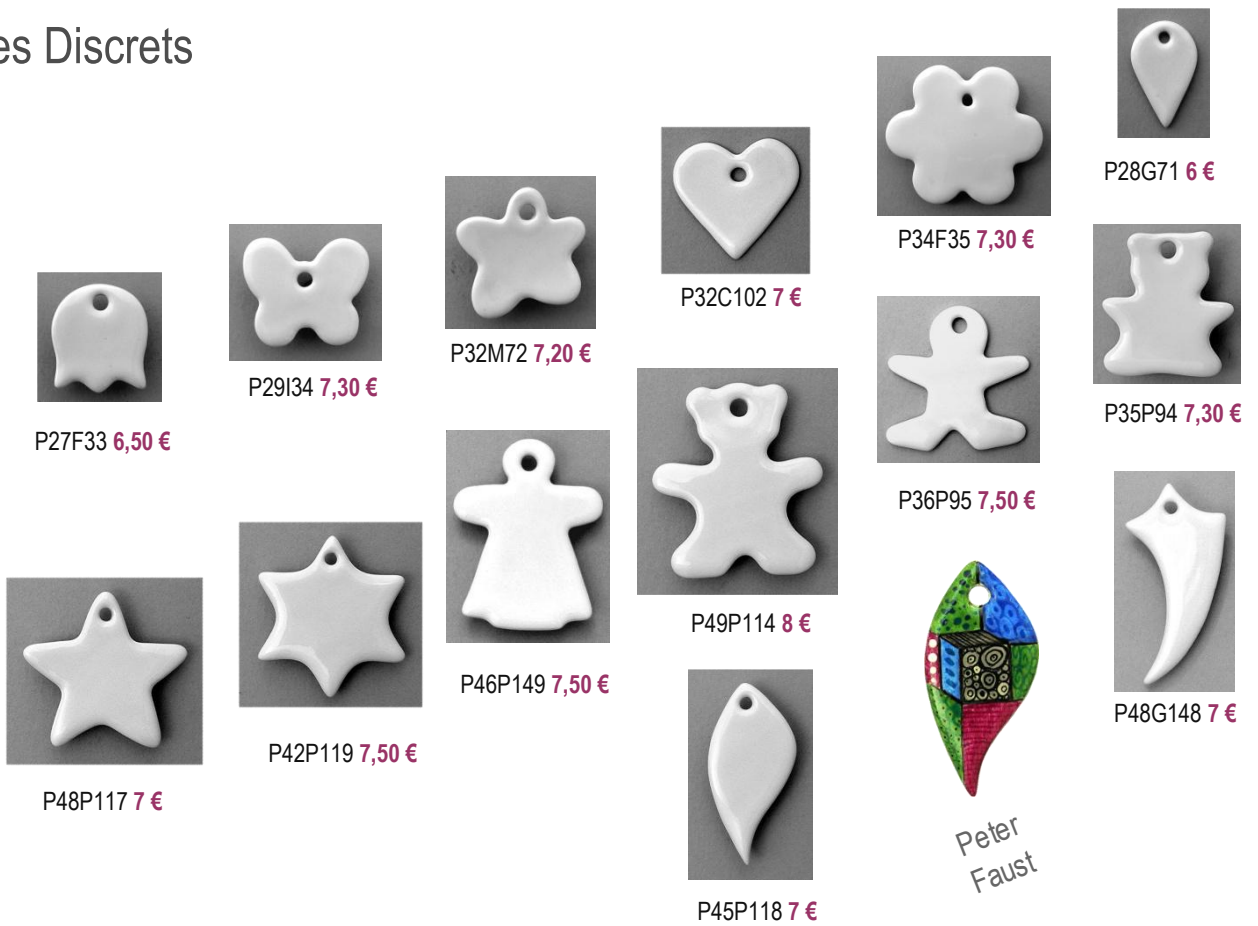 es Discrets
P28G71 6 €
P34F35 7,30 €
P32C102 7 €
P32M72 7,20 €
P29I34 7,30 €
P27F33 6,50 €
P35P94 7,30 €
P36P95 7,50 €
P49P114 8 €
P46P149 7,50 €
P48G148 7 €
P42P119 7,50 €
P48P117 7 €
Peter
Faust
P45P118 7 €